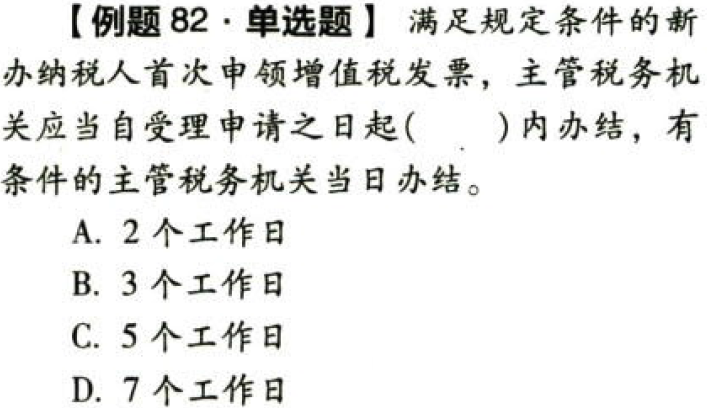 【例题 82·单选题】 满足规定条件的新
办纳税人首次申领增值税发票，主管税务机
关应当自受理申请之日起(  )内办结，有
条件的主管税务机关当日办结。
A. 2 个工作日
B. 3 个工作日
C. 5 个工作日
D. 7 个工作日